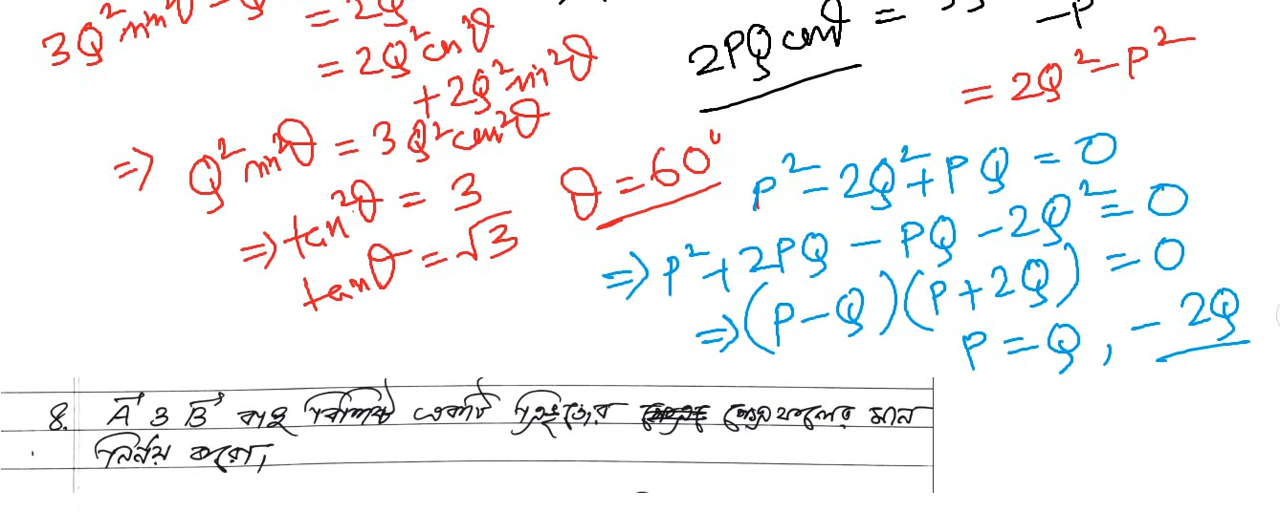 3Q² sin²θ - Q² = 2Q²
= 2Q² cos²θ
+ 2Q² sin²θ
⇒ Q² sin²θ = 3Q² cos²θ
⇒ tan²θ = 3
tanθ = √3
θ = 60°
2PQ cosθ =
-P
= 2Q² - P²
P² - 2Q² + PQ = 0
⇒ P² + 2PQ - PQ - 2Q² = 0
⇒ (P - Q)(P + 2Q) = 0
P = Q, - 2Q
8. A⃗ ও B⃗ বাহু বিশিষ্ট একটি ত্রিভুজের ক্ষেত্রফলের মান
নির্ণয় করো।